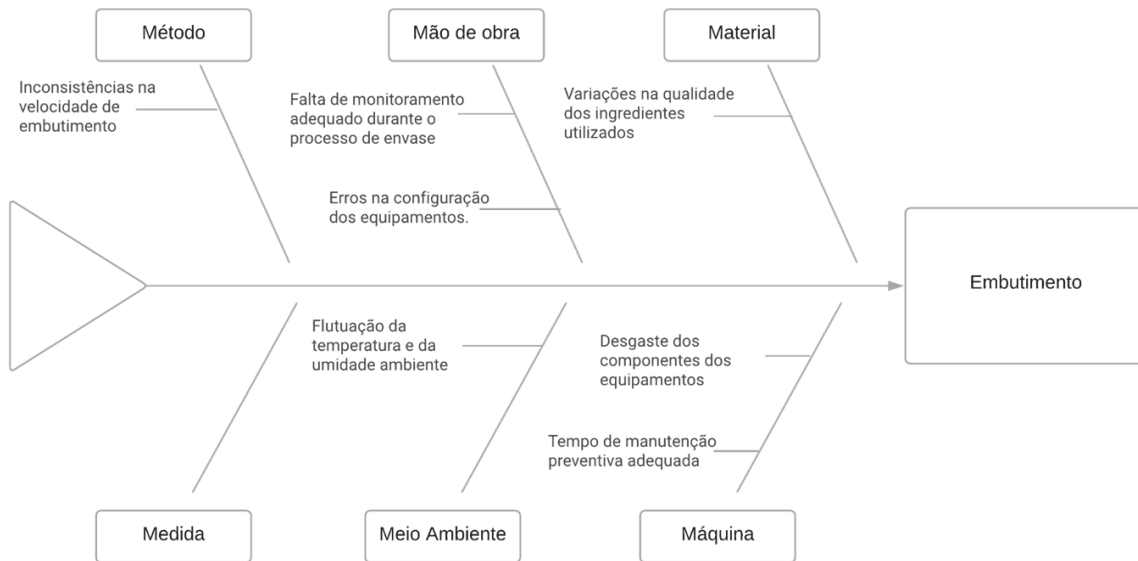 Método
Mão de obra
Material
Inconsistências na
velocidade de
embutimento
Falta de monitoramento
adequado durante o
processo de envase
Variações na qualidade
dos ingredientes
utilizados
Erros na configuração
dos equipamentos.
Embutimento
Flutuação da
temperatura e da
umidade ambiente
Desgaste dos
componentes dos
equipamentos
Tempo de manutenção
preventiva adequada
Medida
Meio Ambiente
Máquina